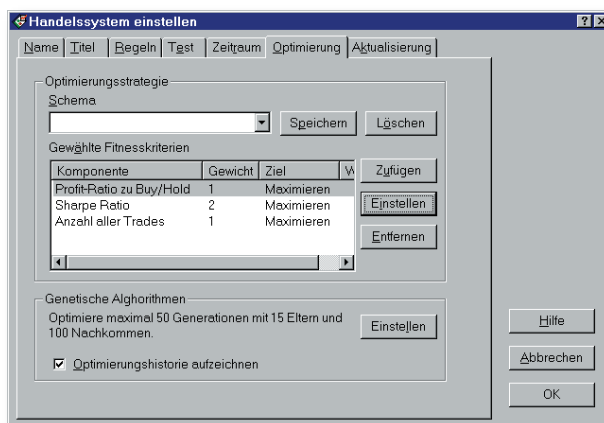 Handelssystem einstellen
Name Titel Regeln Test Zeitraum Optimierung Aktualisierung
Optimierungsstrategie
Schema
Speichern Löschen
Gewählte Fitnesskriterien
Komponente Gewicht Ziel W
Profit-Ratio zu Buy/Hold 1 Maximieren
Sharpe Ratio 2 Maximieren
Anzahl aller Trades 1 Maximieren
Zufügen
Einstellen
Entfernen
Genetische Alghorithmen
Optimiere maximal 50 Generationen mit 15 Eltern und
100 Nachkommen.
Einstellen
Optimierungshistorie aufzeichnen
Hilfe
Abbrechen
OK